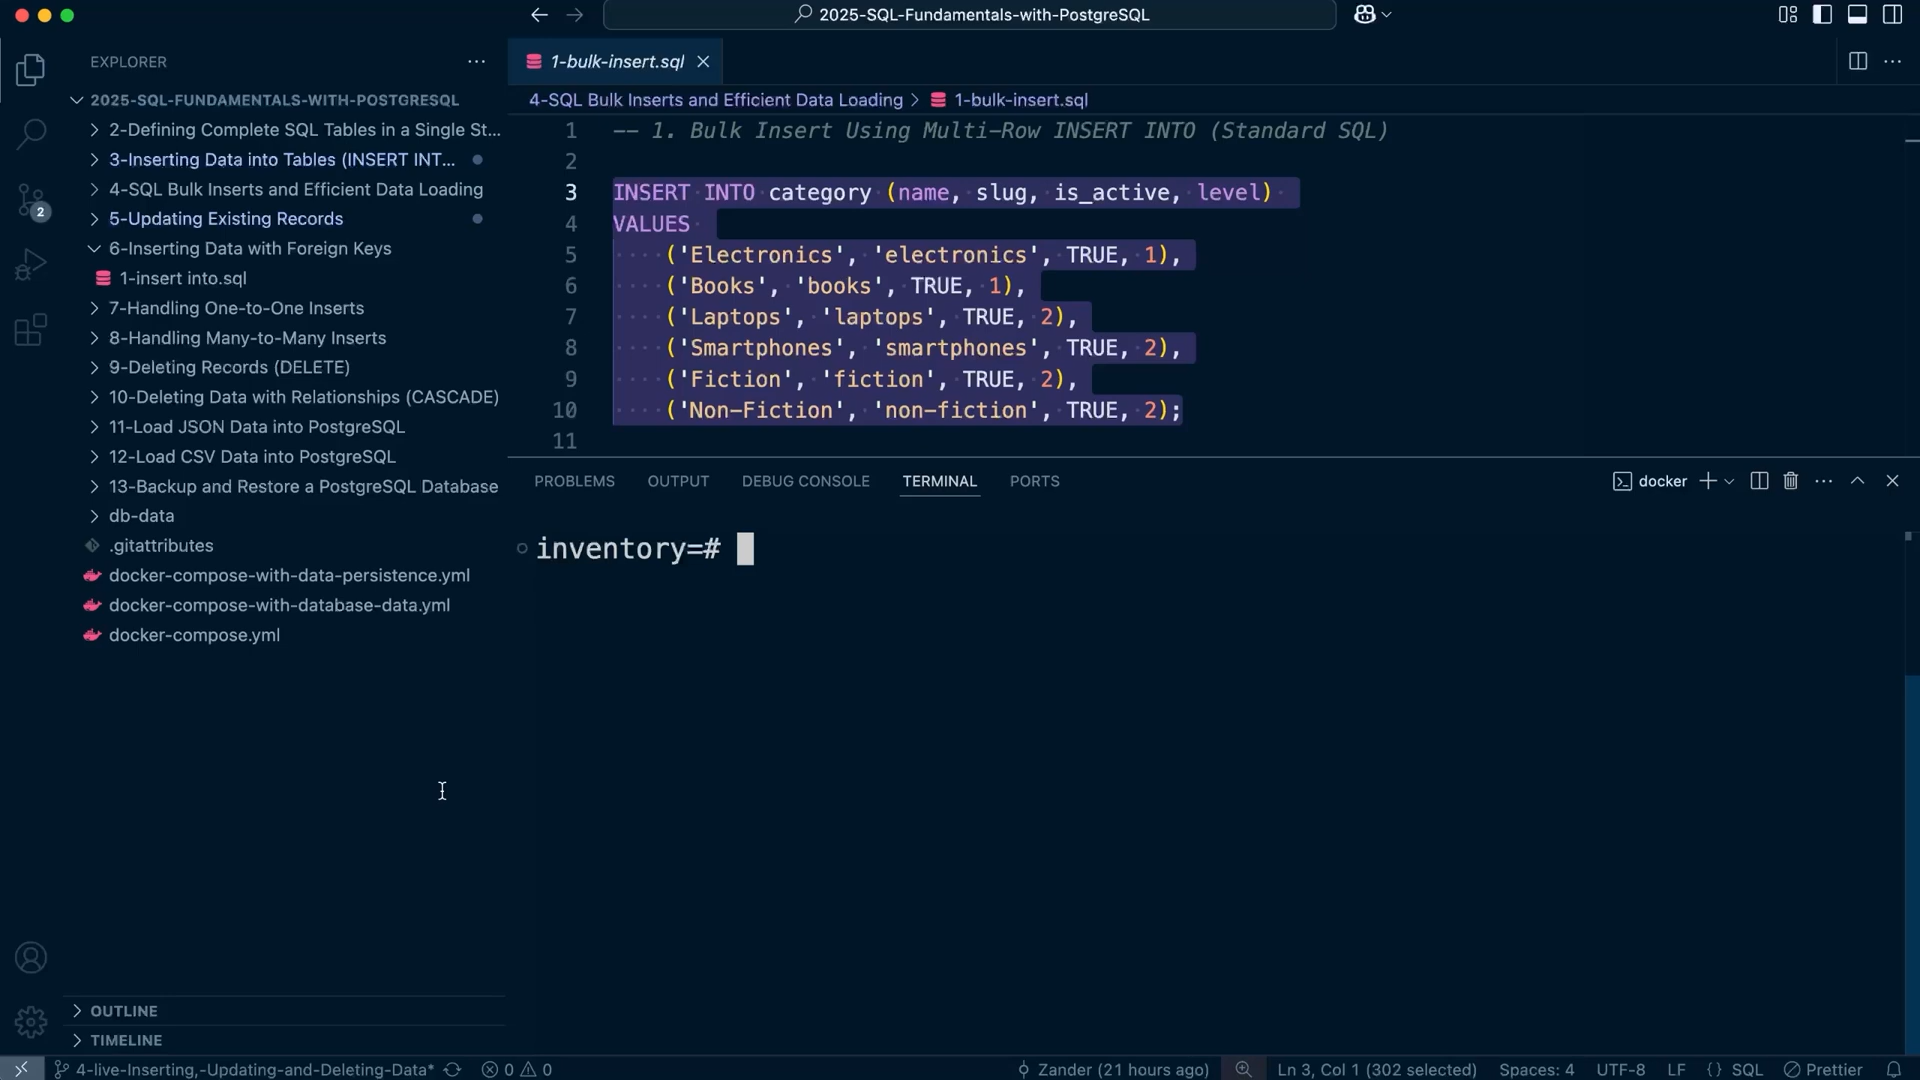 2025-SQL-Fundamentals-with-PostgreSQL
EXPLORER
2025-SQL-FUNDAMENTALS-WITH-POSTGRESQL
2-Defining Complete SQL Tables in a Single St...
3-Inserting Data into Tables (INSERT INT...
4-SQL Bulk Inserts and Efficient Data Loading
5-Updating Existing Records
6-Inserting Data with Foreign Keys
1-insert into.sql
7-Handling One-to-One Inserts
8-Handling Many-to-Many Inserts
9-Deleting Records (DELETE)
10-Deleting Data with Relationships (CASCADE)
11-Load JSON Data into PostgreSQL
12-Load CSV Data into PostgreSQL
13-Backup and Restore a PostgreSQL Database
db-data
.gitattributes
docker-compose-with-data-persistence.yml
docker-compose-with-database-data.yml
docker-compose.yml
2
OUTLINE
TIMELINE
1-bulk-insert.sql
4-SQL Bulk Inserts and Efficient Data Loading > 1-bulk-insert.sql
1 -- 1. Bulk Insert Using Multi-Row INSERT INTO (Standard SQL)
2
3 INSERT INTO category (name, slug, is_active, level)
4 VALUES
5 ('Electronics', 'electronics', TRUE, 1),
6 ('Books', 'books', TRUE, 1),
7 ('Laptops', 'laptops', TRUE, 2),
8 ('Smartphones', 'smartphones', TRUE, 2),
9 ('Fiction', 'fiction', TRUE, 2),
10 ('Non-Fiction', 'non-fiction', TRUE, 2);
11
PROBLEMS OUTPUT DEBUG CONSOLE TERMINAL PORTS docker
inventory=#
4-live-Inserting,-Updating-and-Deleting-Data* 0 0 Zander (21 hours ago) Ln 3, Col 1 (302 selected) Spaces: 4 UTF-8 LF {} SQL Prettier